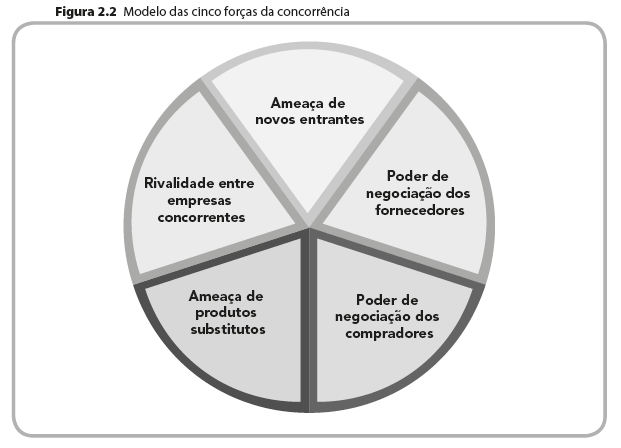 Figura 2.2 Modelo das cinco forças da concorrência
Ameaça de
novos entrantes
Poder de
negociação dos
fornecedores
Poder de
negociação dos
compradores
Ameaça de
produtos
substitutos
Rivalidade entre
empresas
concorrentes